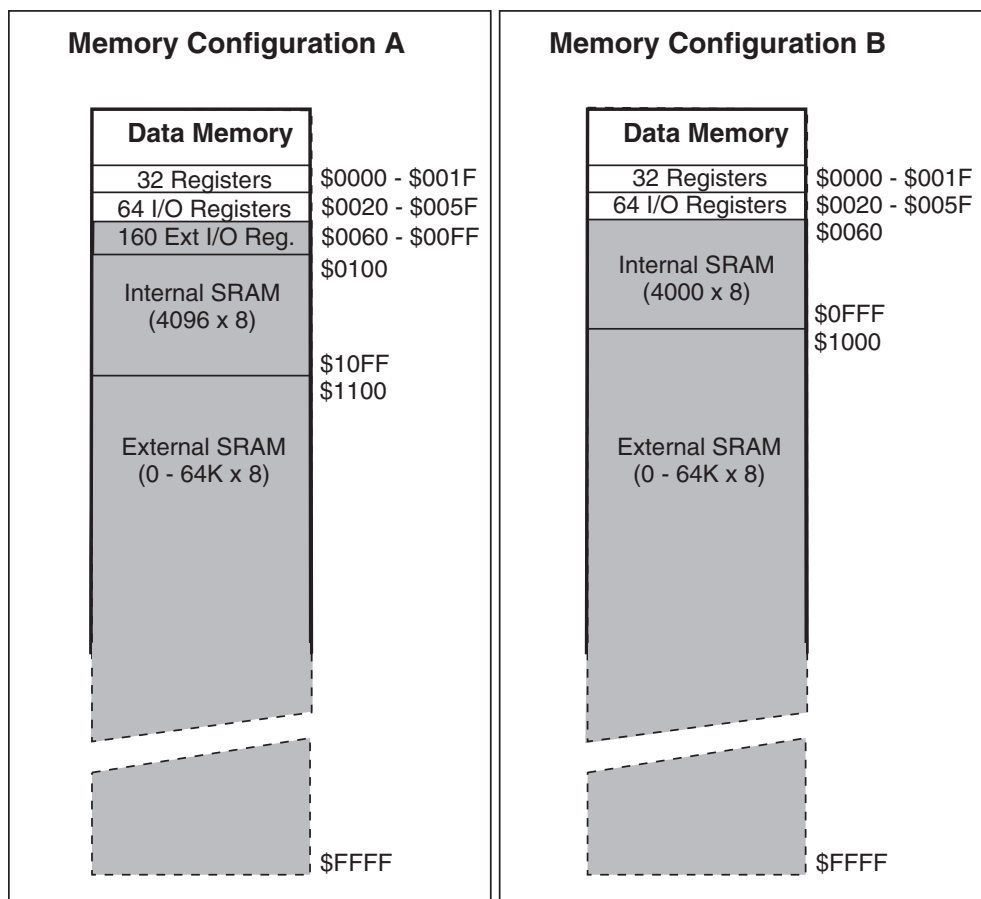 Memory Configuration A
Data Memory
32 Registers
$0000 - $001F
64 I/O Registers
$0020 - $005F
160 Ext I/O Reg.
$0060 - $00FF
$0100
Internal SRAM
(4096 x 8)
$10FF
$1100
External SRAM
(0 - 64K x 8)
$FFFF
Memory Configuration B
Data Memory
32 Registers
$0000 - $001F
64 I/O Registers
$0020 - $005F
$0060
Internal SRAM
(4000 x 8)
$0FFF
$1000
External SRAM
(0 - 64K x 8)
$FFFF